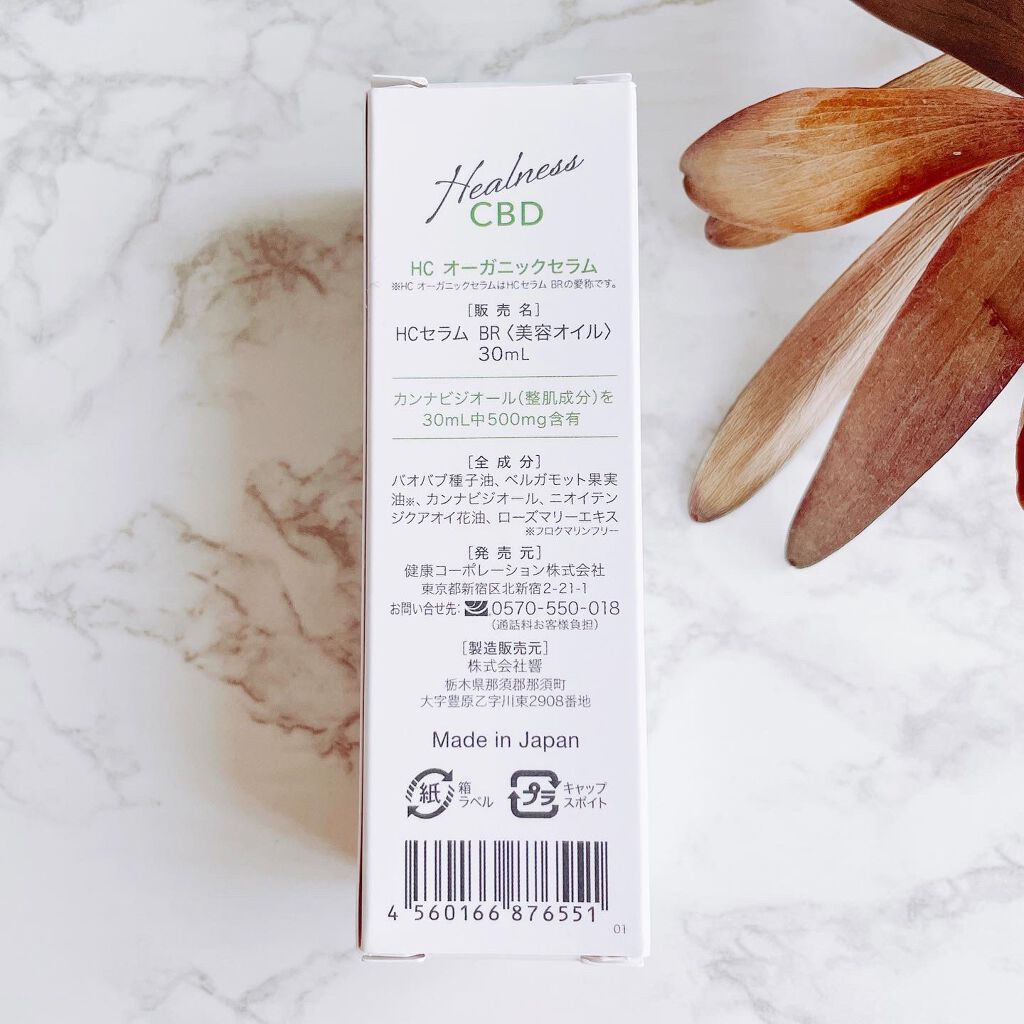 Healness
CBD
HC オーガニックセラム
※HC オーガニックセラムはHCセラム BRの愛称です。
[販売名]
HCセラム BR〈美容オイル〉
30mL
カンナビジオール(整肌成分)を
30mL中500mg含有
[全成分]
バオバブ種子油、ベルガモット果実
油※、カンナビジオール、ニオイテン
ジクアオイ花油、ローズマリーエキス
※フロクマリンフリー
[発売元]
健康コーポレーション株式会社
東京都新宿区北新宿2-21-1
お問い合せ先: 0570-550-018
(通話料お客様負担)
[製造販売元]
株式会社響
栃木県那須郡那須町
大字豊原乙字川東2908番地
Made in Japan
紙 箱
ラベル
プラ キャップ
スポイト
4 560166 876551
01